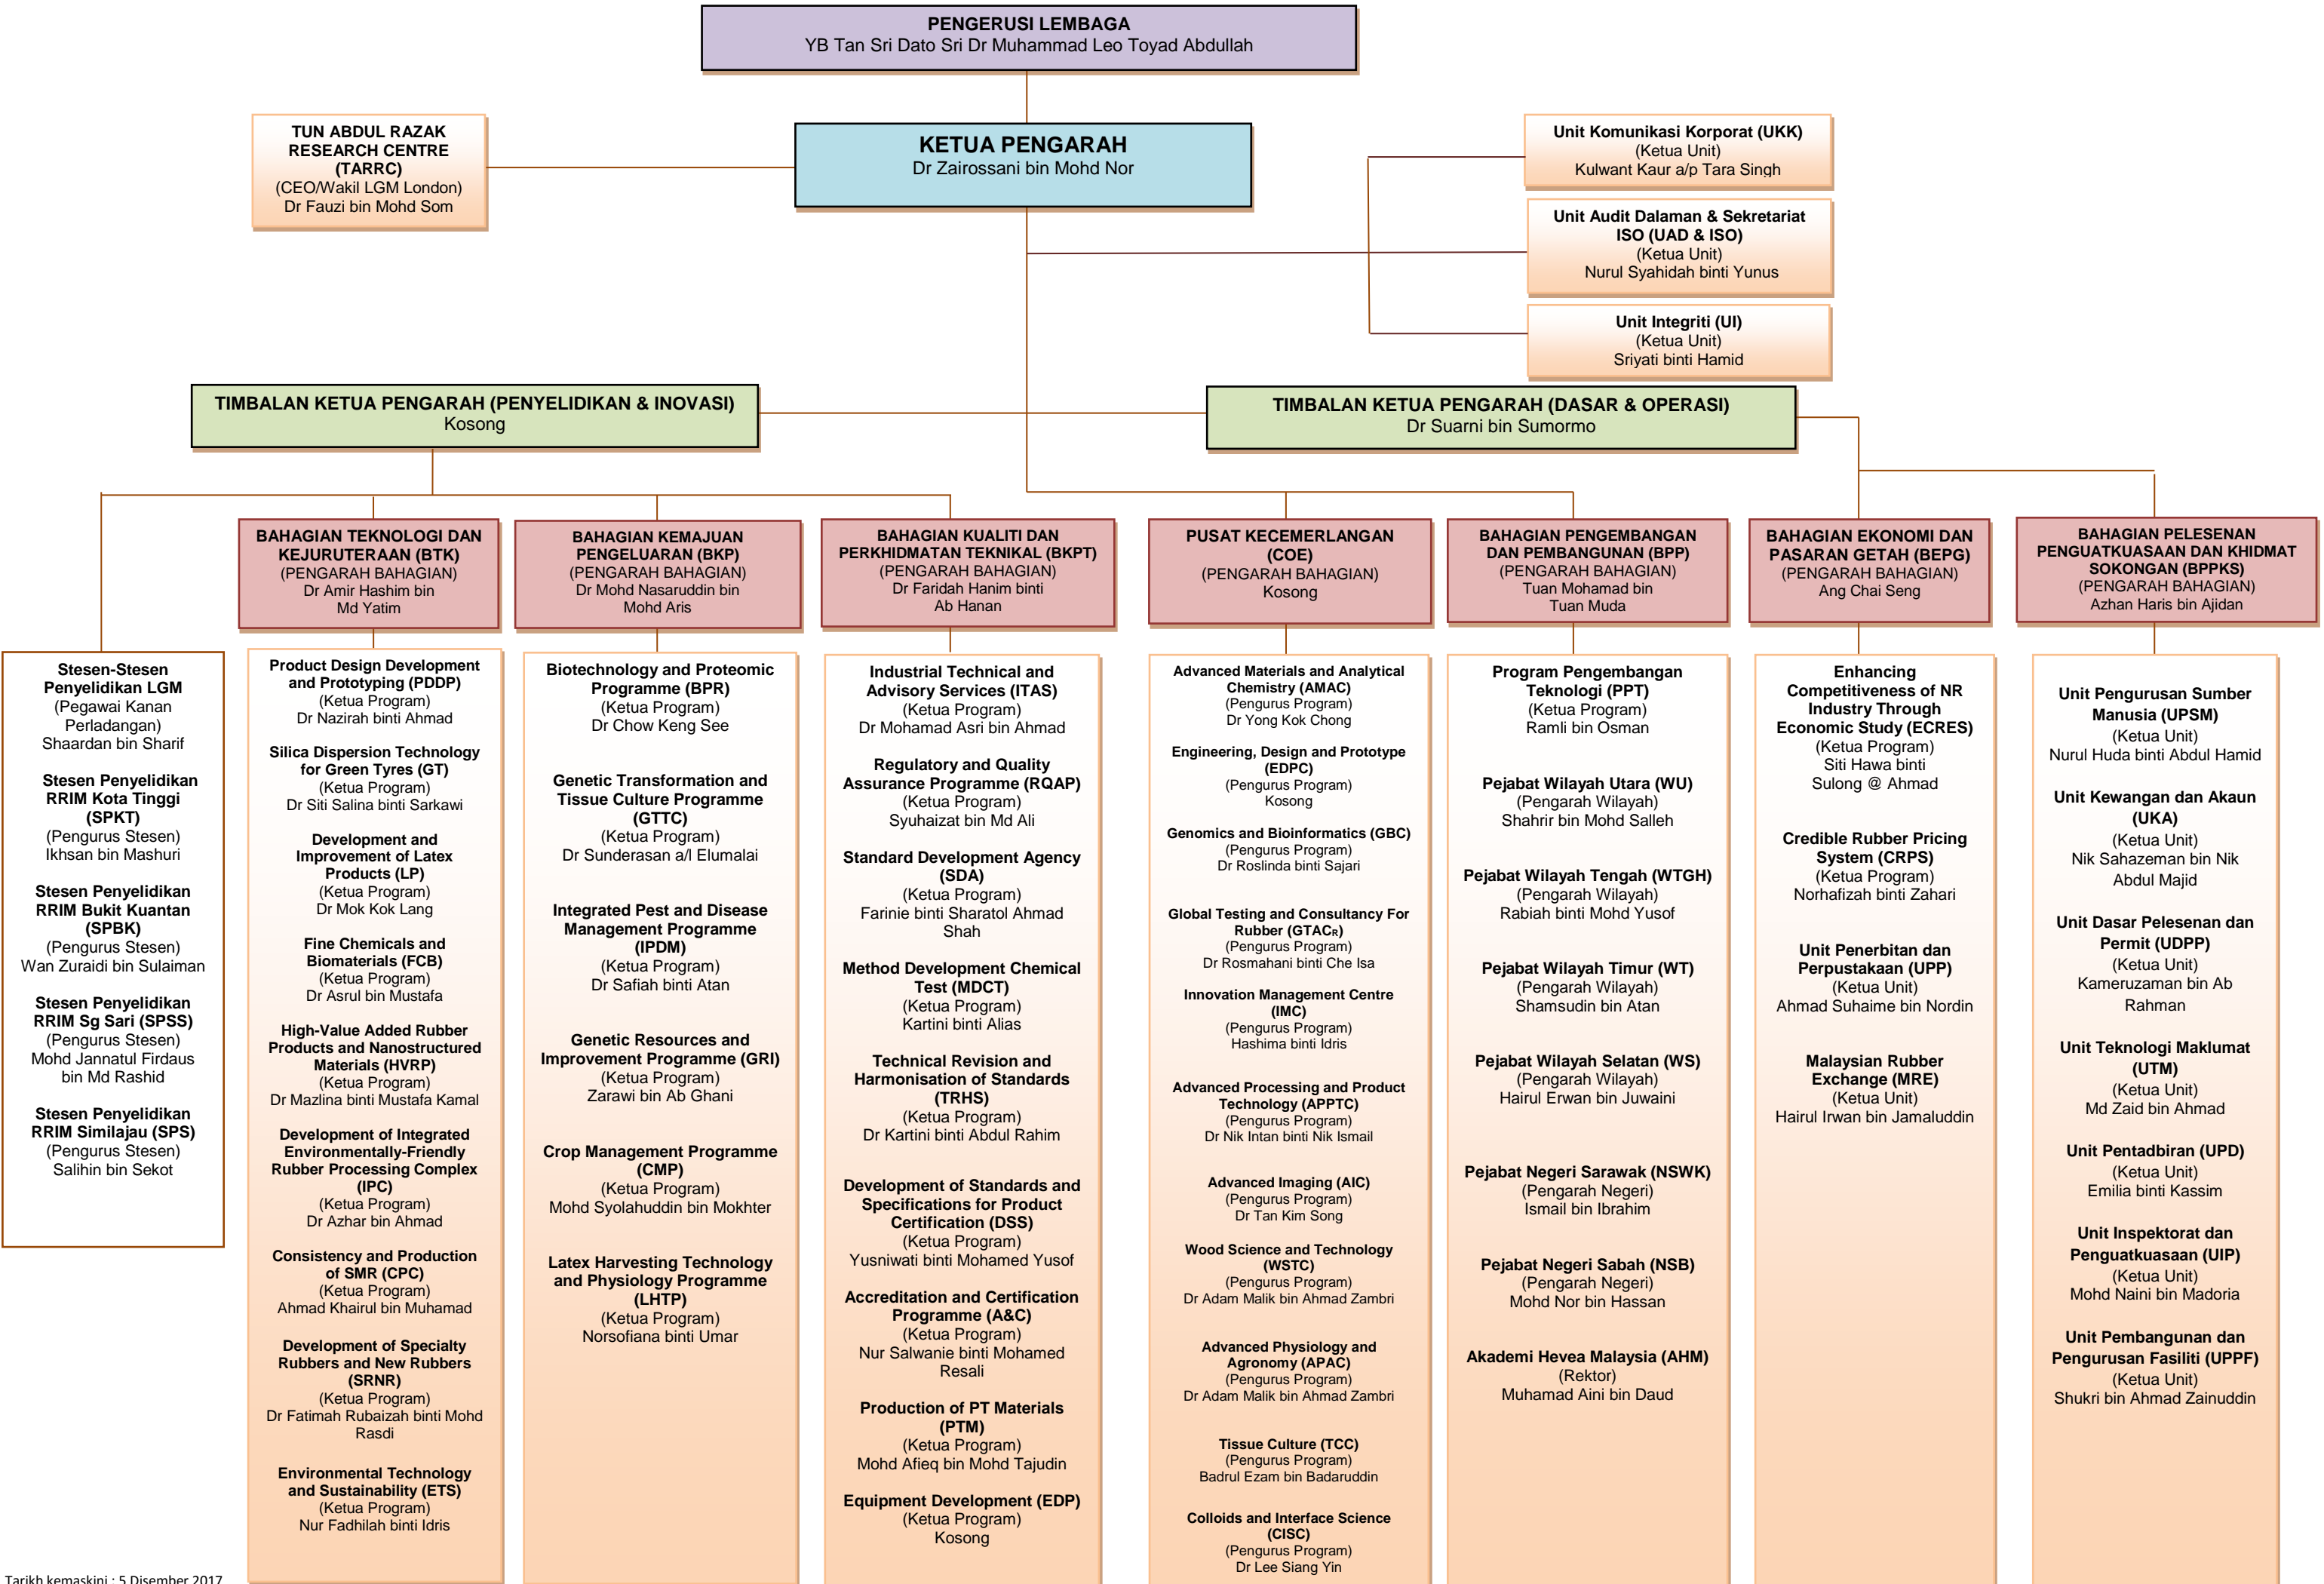 PENGERUSI LEMBAGA
YB Tan Sri Dato Sri Dr Muhammad Leo Toyad Abdullah
TUN ABDUL RAZAK
RESEARCH CENTRE
(TARRC)
(CEO/Wakil LGM London)
Dr Fauzi bin Mohd Som
KETUA PENGARAH
Dr Zairossani bin Mohd Nor
Unit Komunikasi Korporat (UKK)
(Ketua Unit)
Kulwant Kaur a/p Tara Singh
Unit Audit Dalaman & Sekretariat
ISO (UAD & ISO)
(Ketua Unit)
Nurul Syahidah binti Yunus
Unit Integriti (UI)
(Ketua Unit)
Sriyati binti Hamid
TIMBALAN KETUA PENGARAH (PENYELIDIKAN & INOVASI)
Kosong
TIMBALAN KETUA PENGARAH (DASAR & OPERASI)
Dr Suarni bin Sumormo
Stesen-Stesen
Penyelidikan LGM
(Pegawai Kanan
Perladangan)
Shaardan bin Sharif
Stesen Penyelidikan
RRIM Kota Tinggi
(SPKT)
(Pengurus Stesen)
Ikhsan bin Mashuri
Stesen Penyelidikan
RRIM Bukit Kuantan
(SPBK)
(Pengurus Stesen)
Wan Zuraidi bin Sulaiman
Stesen Penyelidikan
RRIM Sg Sari (SPSS)
(Pengurus Stesen)
Mohd Jannatul Firdaus
bin Md Rashid
Stesen Penyelidikan
RRIM Similajau (SPS)
(Pengurus Stesen)
Salihin bin Sekot
BAHAGIAN TEKNOLOGI DAN
KEJURUTERAAN (BTK)
(PENGARAH BAHAGIAN)
Dr Amir Hashim bin
Md Yatim
Product Design Development
and Prototyping (PDDP)
(Ketua Program)
Dr Nazirah binti Ahmad
Silica Dispersion Technology
for Green Tyres (GT)
(Ketua Program)
Dr Siti Salina binti Sarkawi
Development and
Improvement of Latex
Products (LP)
(Ketua Program)
Dr Mok Kok Lang
Fine Chemicals and
Biomaterials (FCB)
(Ketua Program)
Dr Asrul bin Mustafa
High-Value Added Rubber
Products and Nanostructured
Materials (HVRP)
(Ketua Program)
Dr Mazlina binti Mustafa Kamal
Development of Integrated
Environmentally-Friendly
Rubber Processing Complex
(IPC)
(Ketua Program)
Dr Azhar bin Ahmad
Consistency and Production
of SMR (CPC)
(Ketua Program)
Ahmad Khairul bin Muhamad
Development of Specialty
Rubbers and New Rubbers
(SRNR)
(Ketua Program)
Dr Fatimah Rubaizah binti Mohd
Rasdi
Environmental Technology
and Sustainability (ETS)
(Ketua Program)
Nur Fadhilah binti Idris
BAHAGIAN KEMAJUAN
PENGELUARAN (BKP)
(PENGARAH BAHAGIAN)
Dr Mohd Nasaruddin bin
Mohd Aris
Biotechnology and Proteomic
Programme (BPR)
(Ketua Program)
Dr Chow Keng See
Genetic Transformation and
Tissue Culture Programme
(GTTC)
(Ketua Program)
Dr Sunderasan a/l Elumalai
Integrated Pest and Disease
Management Programme
(IPDM)
(Ketua Program)
Dr Safiah binti Atan
Genetic Resources and
Improvement Programme (GRI)
(Ketua Program)
Zarawi bin Ab Ghani
Crop Management Programme
(CMP)
(Ketua Program)
Mohd Syolahuddin bin Mokhter
Latex Harvesting Technology
and Physiology Programme
(LHTP)
(Ketua Program)
Norsofiana binti Umar
BAHAGIAN KUALITI DAN
PERKHIDMATAN TEKNIKAL (BKPT)
(PENGARAH BAHAGIAN)
Dr Faridah Hanim binti
Ab Hanan
Industrial Technical and
Advisory Services (ITAS)
(Ketua Program)
Dr Mohamad Asri bin Ahmad
Regulatory and Quality
Assurance Programme (RQAP)
(Ketua Program)
Syuhaizat bin Md Ali
Standard Development Agency
(SDA)
(Ketua Program)
Farinie binti Sharatol Ahmad
Shah
Method Development Chemical
Test (MDCT)
(Ketua Program)
Kartini binti Alias
Technical Revision and
Harmonisation of Standards
(TRHS)
(Ketua Program)
Dr Kartini binti Abdul Rahim
Development of Standards and
Specifications for Product
Certification (DSS)
(Ketua Program)
Yusniwati binti Mohamed Yusof
Accreditation and Certification
Programme (A&C)
(Ketua Program)
Nur Salwanie binti Mohamed
Resali
Production of PT Materials
(PTM)
(Ketua Program)
Mohd Afieq bin Mohd Tajudin
Equipment Development (EDP)
(Ketua Program)
Kosong
PUSAT KECEMERLANGAN
(COE)
(PENGARAH BAHAGIAN)
Kosong
Advanced Materials and Analytical
Chemistry (AMAC)
(Pengurus Program)
Dr Yong Kok Chong
Engineering, Design and Prototype
(EDPC)
(Pengurus Program)
Kosong
Genomics and Bioinformatics (GBC)
(Pengurus Program)
Dr Roslinda binti Sajari
Global Testing and Consultancy For
Rubber (GTACR)
(Pengurus Program)
Dr Rosmahani binti Che Isa
Innovation Management Centre
(IMC)
(Pengurus Program)
Hashima binti Idris
Advanced Processing and Product
Technology (APPTC)
(Pengurus Program)
Dr Nik Intan binti Nik Ismail
Advanced Imaging (AIC)
(Pengurus Program)
Dr Tan Kim Song
Wood Science and Technology
(WSTC)
(Pengurus Program)
Dr Adam Malik bin Ahmad Zambri
Advanced Physiology and
Agronomy (APAC)
(Pengurus Program)
Dr Adam Malik bin Ahmad Zambri
Tissue Culture (TCC)
(Pengurus Program)
Badrul Ezam bin Badaruddin
Colloids and Interface Science
(CISC)
(Pengurus Program)
Dr Lee Siang Yin
BAHAGIAN PENGEMBANGAN
DAN PEMBANGUNAN (BPP)
(PENGARAH BAHAGIAN)
Tuan Mohamad bin
Tuan Muda
Program Pengembangan
Teknologi (PPT)
(Ketua Program)
Ramli bin Osman
Pejabat Wilayah Utara (WU)
(Pengarah Wilayah)
Shahrir bin Mohd Salleh
Pejabat Wilayah Tengah (WTGH)
(Pengarah Wilayah)
Rabiah binti Mohd Yusof
Pejabat Wilayah Timur (WT)
(Pengarah Wilayah)
Shamsudin bin Atan
Pejabat Wilayah Selatan (WS)
(Pengarah Wilayah)
Hairul Erwan bin Juwaini
Pejabat Negeri Sarawak (NSWK)
(Pengarah Negeri)
Ismail bin Ibrahim
Pejabat Negeri Sabah (NSB)
(Pengarah Negeri)
Mohd Nor bin Hassan
Akademi Hevea Malaysia (AHM)
(Rektor)
Muhamad Aini bin Daud
BAHAGIAN EKONOMI DAN
PASARAN GETAH (BEPG)
(PENGARAH BAHAGIAN)
Ang Chai Seng
Enhancing
Competitiveness of NR
Industry Through
Economic Study (ECRES)
(Ketua Program)
Siti Hawa binti
Sulong @ Ahmad
Credible Rubber Pricing
System (CRPS)
(Ketua Program)
Norhafizah binti Zahari
Unit Penerbitan dan
Perpustakaan (UPP)
(Ketua Unit)
Ahmad Suhaime bin Nordin
Malaysian Rubber
Exchange (MRE)
(Ketua Unit)
Hairul Irwan bin Jamaluddin
BAHAGIAN PELESENAN
PENGUATKUASAAN DAN KHIDMAT
SOKONGAN (BPPKS)
(PENGARAH BAHAGIAN)
Azhan Haris bin Ajidan
Unit Pengurusan Sumber
Manusia (UPSM)
(Ketua Unit)
Nurul Huda binti Abdul Hamid
Unit Kewangan dan Akaun
(UKA)
(Ketua Unit)
Nik Sahazeman bin Nik
Abdul Majid
Unit Dasar Pelesenan dan
Permit (UDPP)
(Ketua Unit)
Kameruzaman bin Ab
Rahman
Unit Teknologi Maklumat
(UTM)
(Ketua Unit)
Md Zaid bin Ahmad
Unit Pentadbiran (UPD)
(Ketua Unit)
Emilia binti Kassim
Unit Inspektorat dan
Penguatkuasaan (UIP)
(Ketua Unit)
Mohd Naini bin Madoria
Unit Pembangunan dan
Pengurusan Fasiliti (UPPF)
(Ketua Unit)
Shukri bin Ahmad Zainuddin
Tarikh kemaskini : 5 Disember 2017